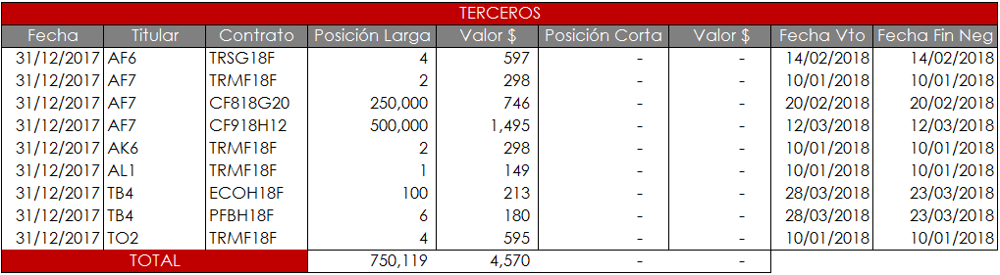 TERCEROS
Fecha Titular Contrato Posición Larga Valor $ Posición Corta Valor $ Fecha Vto Fecha Fin Neg
31/12/2017 AF6 TRSG18F 4 597 - - 14/02/2018 14/02/2018
31/12/2017 AF7 TRMF18F 2 298 - - 10/01/2018 10/01/2018
31/12/2017 AF7 CF818G20 250,000 746 - - 20/02/2018 20/02/2018
31/12/2017 AF7 CF918H12 500,000 1,495 - - 12/03/2018 12/03/2018
31/12/2017 AK6 TRMF18F 2 298 - - 10/01/2018 10/01/2018
31/12/2017 AL1 TRMF18F 1 149 - - 10/01/2018 10/01/2018
31/12/2017 TB4 ECOH18F 100 213 - - 28/03/2018 23/03/2018
31/12/2017 TB4 PFBH18F 6 180 - - 28/03/2018 23/03/2018
31/12/2017 TO2 TRMF18F 4 595 - - 10/01/2018 10/01/2018
TOTAL 750,119 4,570 - -